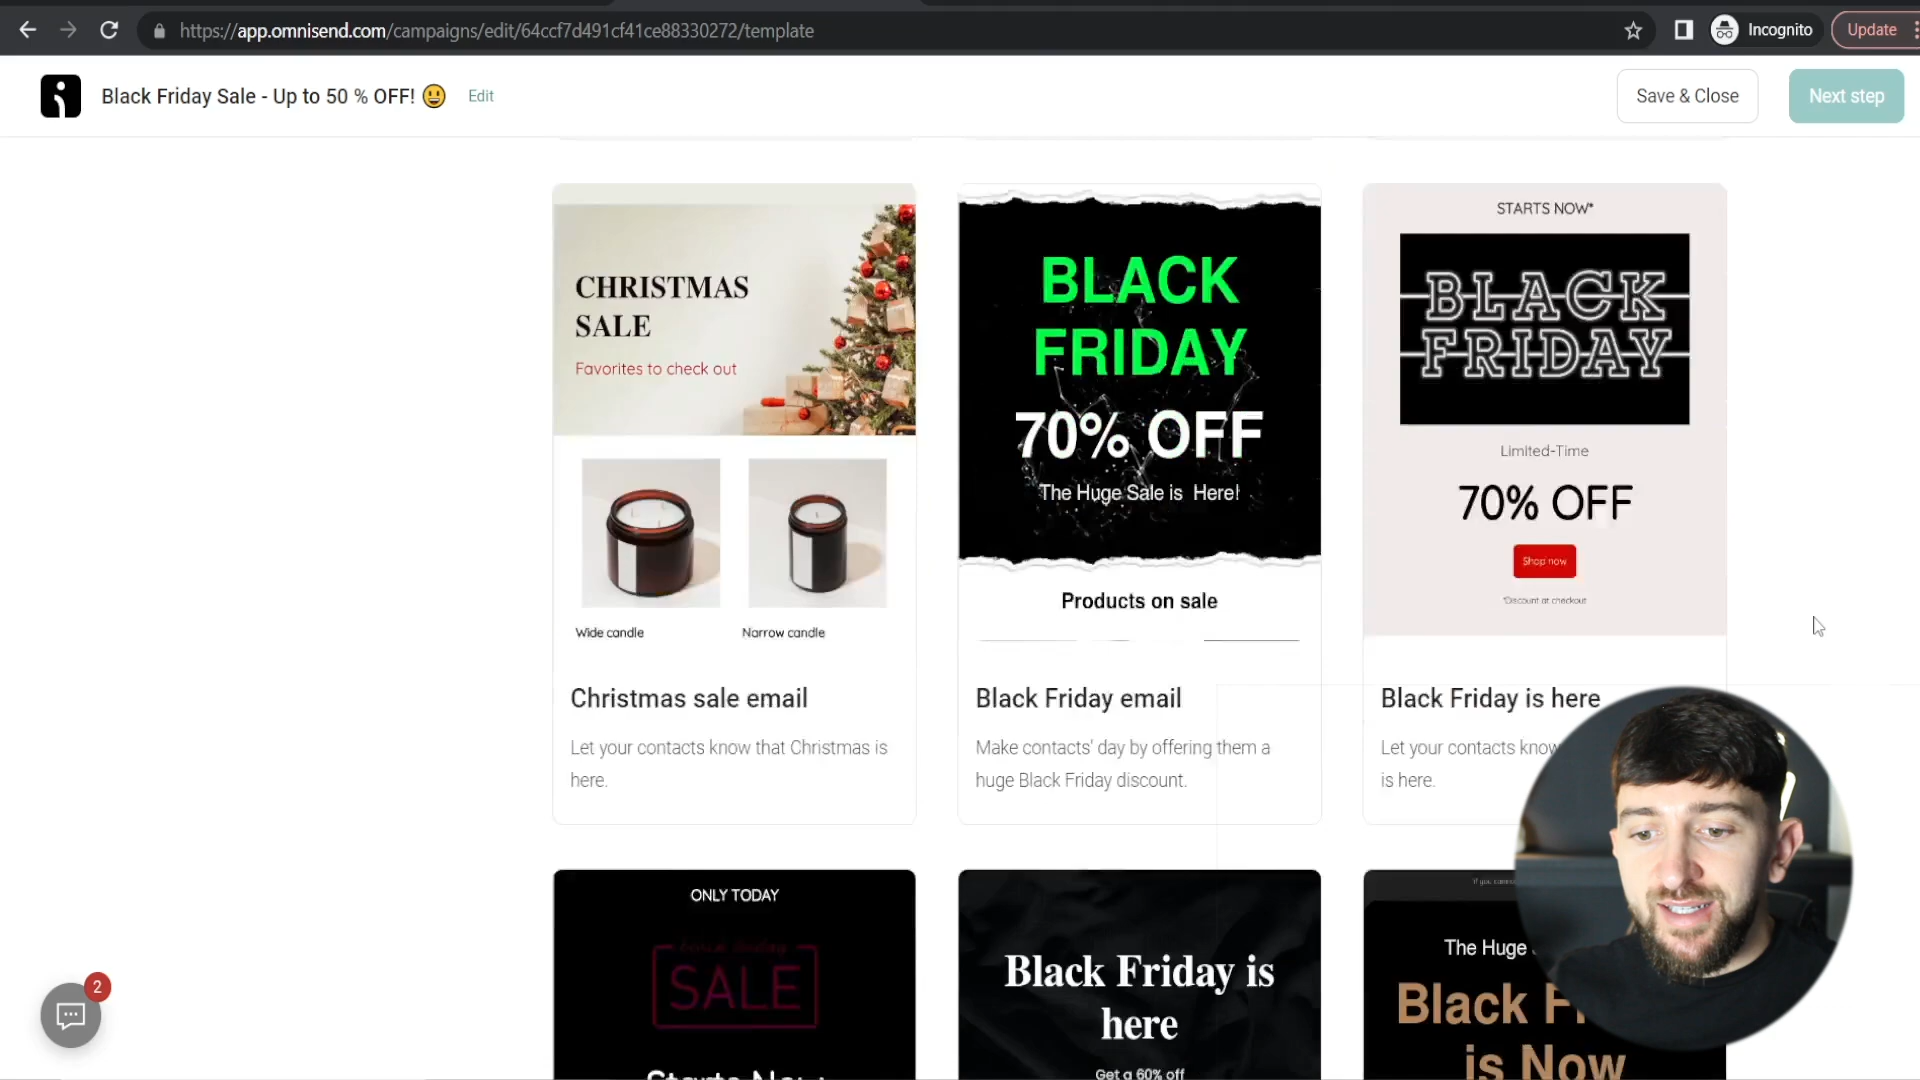 https://app.omnisend.com/campaigns/edit/64ccf7d491cf41ce88330272/template
Incognito
Update
Black Friday Sale - Up to 50 % OFF! 😃
Edit
Save & Close
Next step
CHRISTMAS
SALE
Favorites to check out
Wide candle
Narrow candle
Christmas sale email
Let your contacts know that Christmas is
here.
BLACK
FRIDAY
70% OFF
The Huge Sale is Here!
Products on sale
Black Friday email
Make contacts' day by offering them a
huge Black Friday discount.
STARTS NOW*
BLACK
FRIDAY
Limited-Time
70% OFF
Shop now
*Discount at checkout
Black Friday is here
Let your contacts know
is here.
ONLY TODAY
SALE
Starts Now
Black Friday is
here
Get a 60% off
The Huge
Black
is Now
2